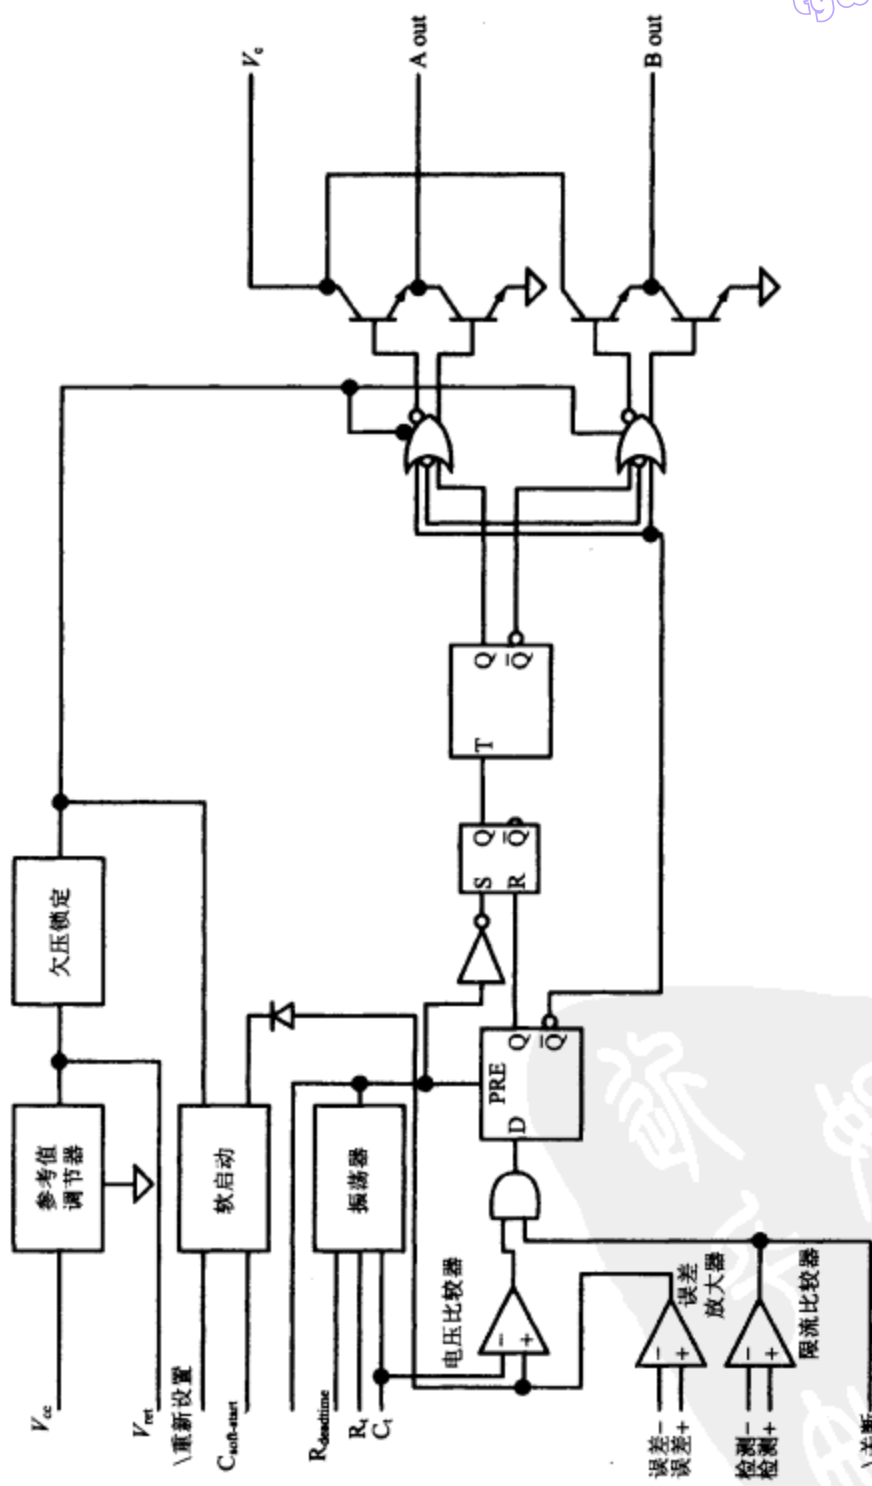 V_cc
V_ret
\重新设置
C_soft-start
R_deadtime
R_t
C_t
误差-
误差+
检测-
检测+
参考值
调节器
欠压锁定
软启动
振荡器
电压比较器
-
+
误差
放大器
-
+
限流比较器
-
+
PRE
D
Q
Q̅
S
R
Q
Q̅
T
Q
Q̅
V_c
A out
B out